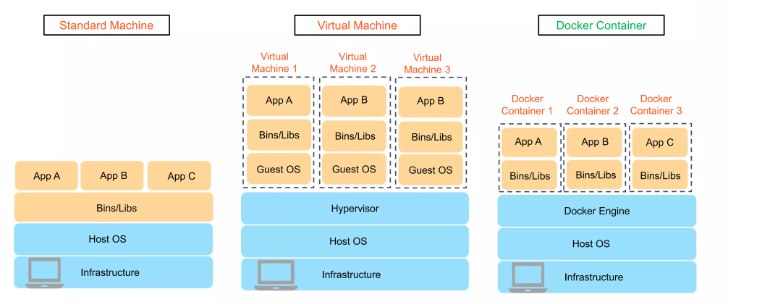 Standard Machine
App A
App B
App C
Bins/Libs
Host OS
Infrastructure
Virtual Machine
Virtual
Machine 1
Virtual
Machine 2
Virtual
Machine 3
App A
App B
App B
Bins/Libs
Bins/Libs
Bins/Libs
Guest OS
Guest OS
Guest OS
Hypervisor
Host OS
Infrastructure
Docker Container
Docker
Container 1
Docker
Container 2
Docker
Container 3
App A
App B
App C
Bins/Libs
Bins/Libs
Bins/Libs
Docker Engine
Host OS
Infrastructure